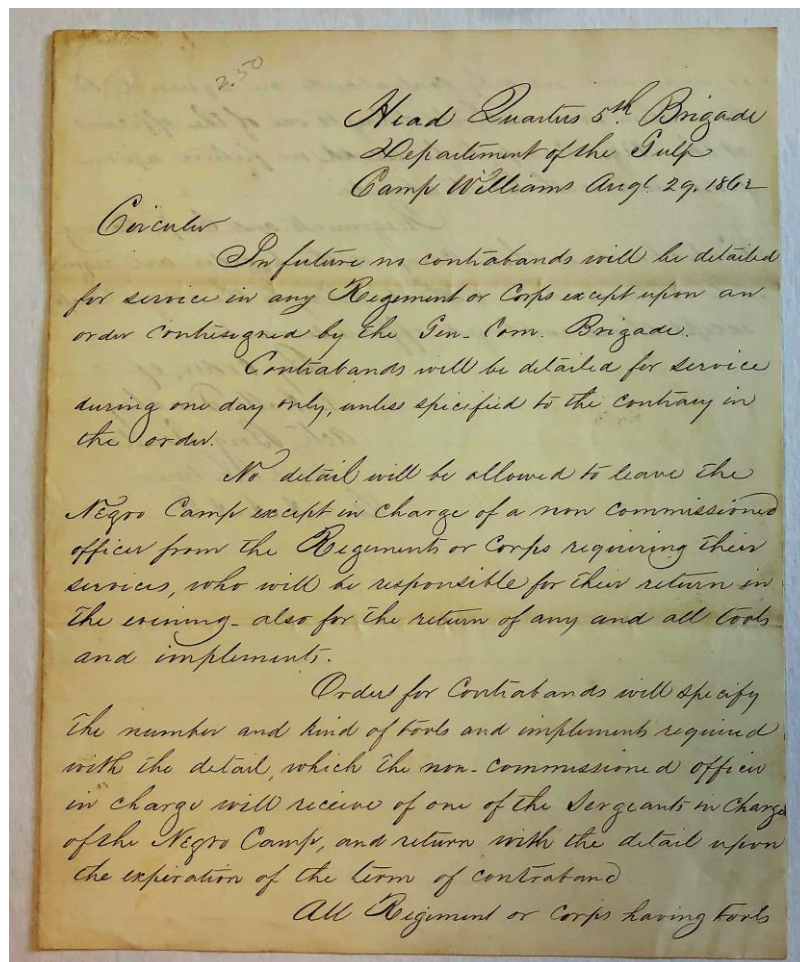 2.50
Head Quarters 5th. Brigade
Departement of the Gulf
Camp Williams Augt. 29, 1862
Circular
In future no contrabands will be detailed
for service in any Regiment or Corps except upon an
order contresigned by the Gen- Com. Brigade.
Contrabands will be detailed for service
during one day only, unless specified to the contrary in
the order.
No detail will be allowed to leave the
Negro Camp except in charge of a non commissioned
officer from the Regiments or Corps requiring their
services, who will be responsible for their return in
the evining- also for the return of any and all tools
and implements.
Orders for Contrabands will specify
the number and kind of tools and implements required
with the detail, which the non-commissioned officer
in charge will receive of one of the Sergeants in Charge
of the Negro Camp, and return with the detail upon
the expiration of the term of contraband
All Regiment or Corps having tools